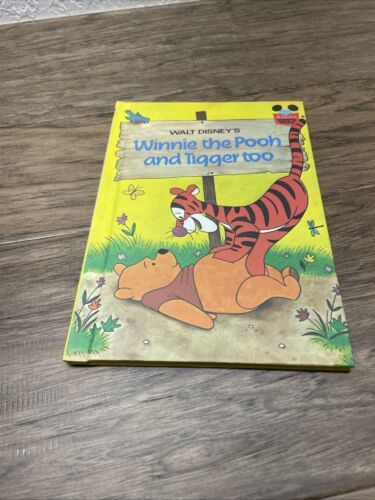 WALT DISNEY'S
Winnie the Pooh
and Tigger too